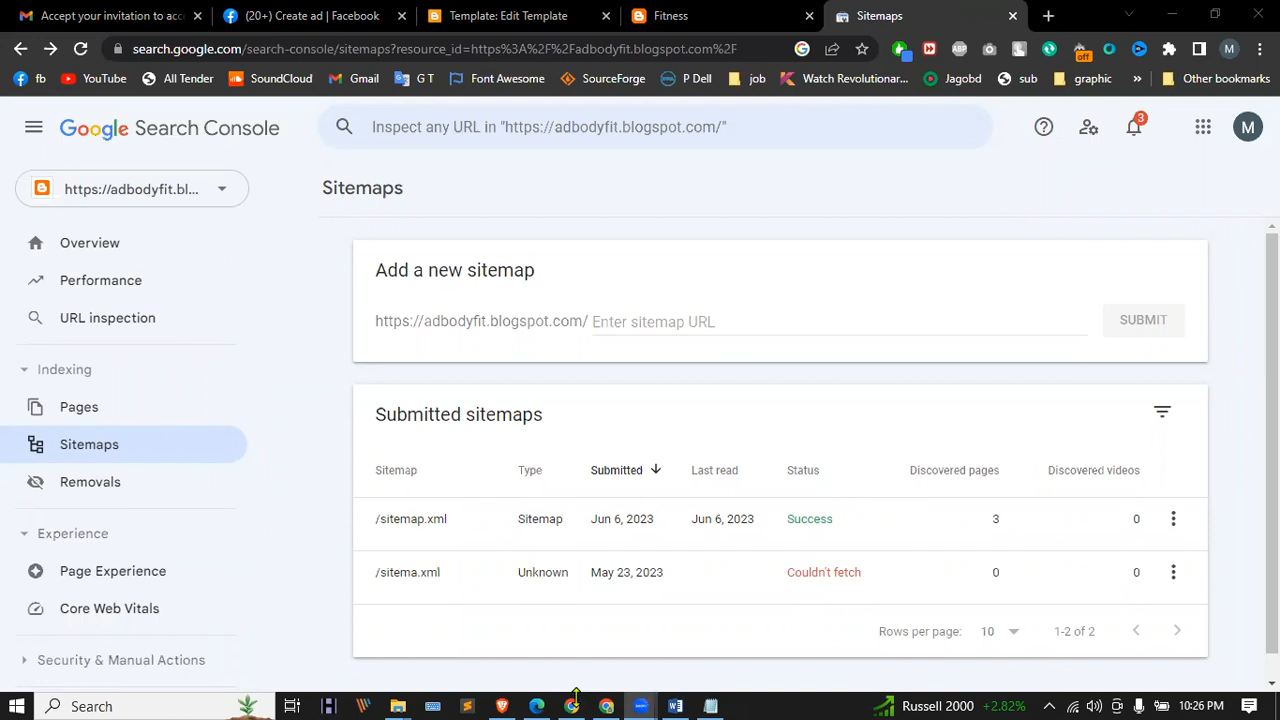 Accept your invitation to acc
(20+) Create ad | Facebook
Template: Edit Template
Fitness
Sitemaps
search.google.com/search-console/sitemaps?resource_id=https%3A%2F%2Fadbodyfit.blogspot.com%2F
M
fb
YouTube
All Tender
SoundCloud
Gmail
G T
Font Awesome
SourceForge
P Dell
job
Watch Revolutionar...
Jagobd
sub
graphic
»
Other bookmarks
ABP
off
Google Search Console
Inspect any URL in "https://adbodyfit.blogspot.com/"
3
M
https://adbodyfit.bl...
Sitemaps
Overview
Performance
URL inspection
Indexing
Pages
Sitemaps
Removals
Experience
Page Experience
Core Web Vitals
Security & Manual Actions
Add a new sitemap
https://adbodyfit.blogspot.com/ Enter sitemap URL
SUBMIT
Submitted sitemaps
Sitemap Type Submitted Last read Status Discovered pages Discovered videos
/sitemap.xml Sitemap Jun 6, 2023 Jun 6, 2023 Success 3 0
/sitema.xml Unknown May 23, 2023 Couldn't fetch 0 0
Rows per page: 10 1-2 of 2
Search
Russell 2000 +2.82%
10:26 PM